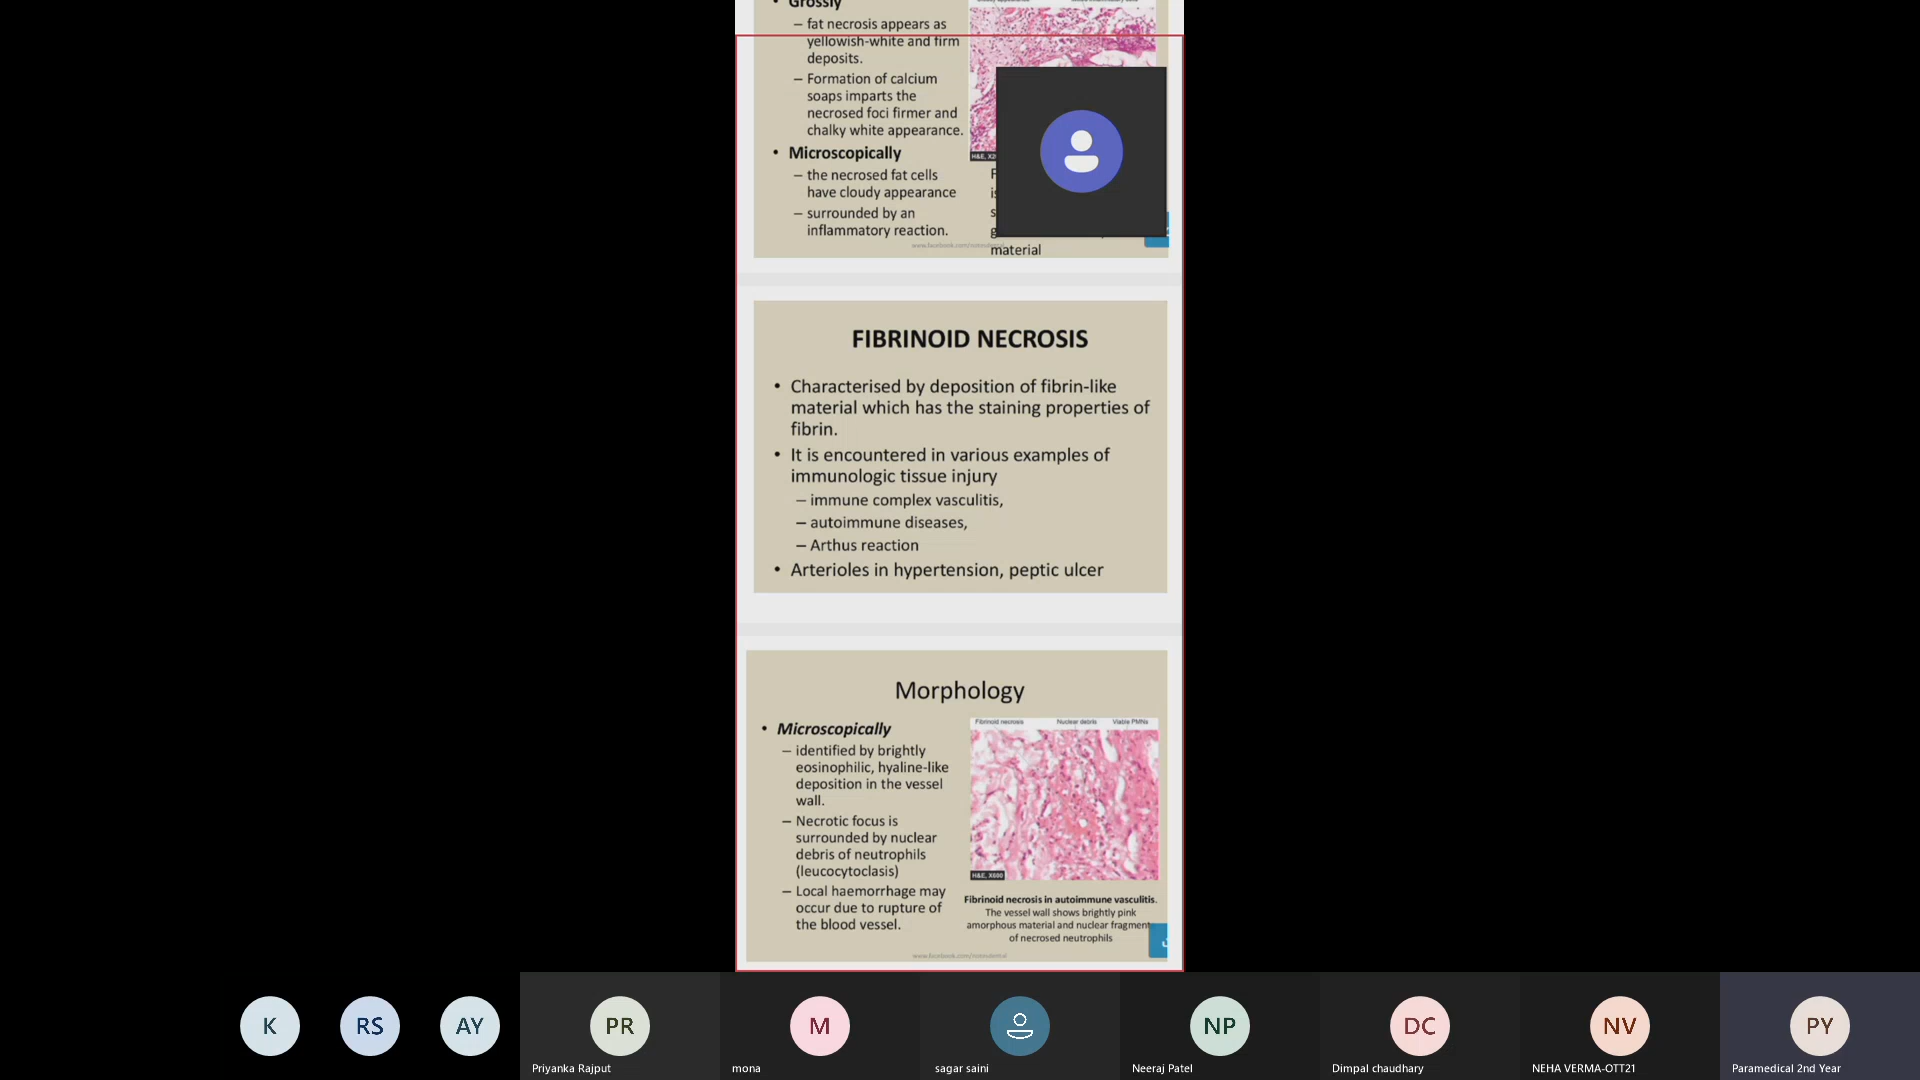 Grossly
– fat necrosis appears as
yellowish-white and firm
deposits.
– Formation of calcium
soaps imparts the
necrosed foci firmer and
chalky white appearance.
• Microscopically
– the necrosed fat cells
have cloudy appearance
– surrounded by an
inflammatory reaction.
material
FIBRINOID NECROSIS
• Characterised by deposition of fibrin-like
material which has the staining properties of
fibrin.
• It is encountered in various examples of
immunologic tissue injury
– immune complex vasculitis,
– autoimmune diseases,
– Arthus reaction
• Arterioles in hypertension, peptic ulcer
Morphology
• Microscopically
– identified by brightly
eosinophilic, hyaline-like
deposition in the vessel
wall.
– Necrotic focus is
surrounded by nuclear
debris of neutrophils
(leucocytoclasis)
– Local haemorrhage may
occur due to rupture of
the blood vessel.
Fibrinoid necrosis Nuclear debris Viable PMNs
H&E, X600
Fibrinoid necrosis in autoimmune vasculitis.
The vessel wall shows brightly pink
amorphous material and nuclear fragments
of necrosed neutrophils
K RS AY PR M NP DC NV PY
Priyanka Rajput mona sagar saini Neeraj Patel Dimpal chaudhary NEHA VERMA-OTT21 Paramedical 2nd Year